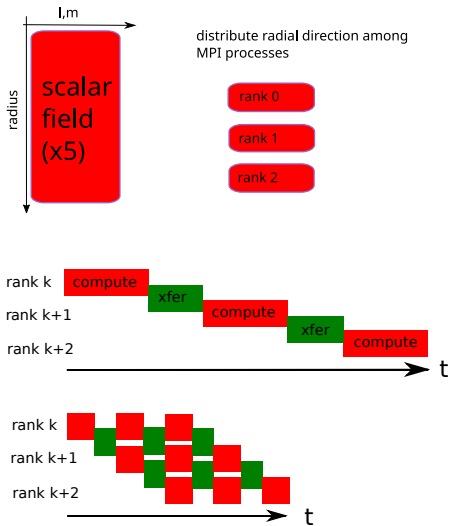 l,m
radius
scalar
field
(x5)
distribute radial direction among
MPI processes
rank 0
rank 1
rank 2
rank k
compute
xfer
rank k+1
compute
xfer
rank k+2
compute
t
rank k
rank k+1
rank k+2
t